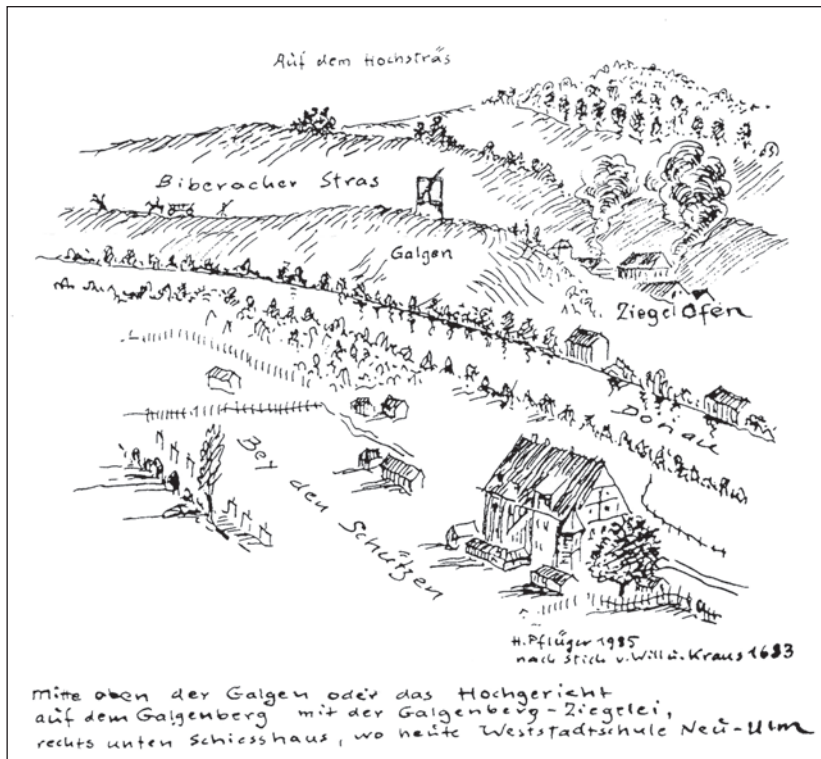 Auf dem Hochsträs
Biberacher Stras
Galgen
Ziegel Ofen
Donau
Bey den Schützen
H. Pflüger 1985
nach Stich v. Will u. Kraus 1683
Mitte oben der Galgen oder das Hochgericht
auf dem Galgenberg mit der Galgenberg-Ziegelei,
rechts unten Schiesshaus, wo heute Weststadtschule Neu-Ulm